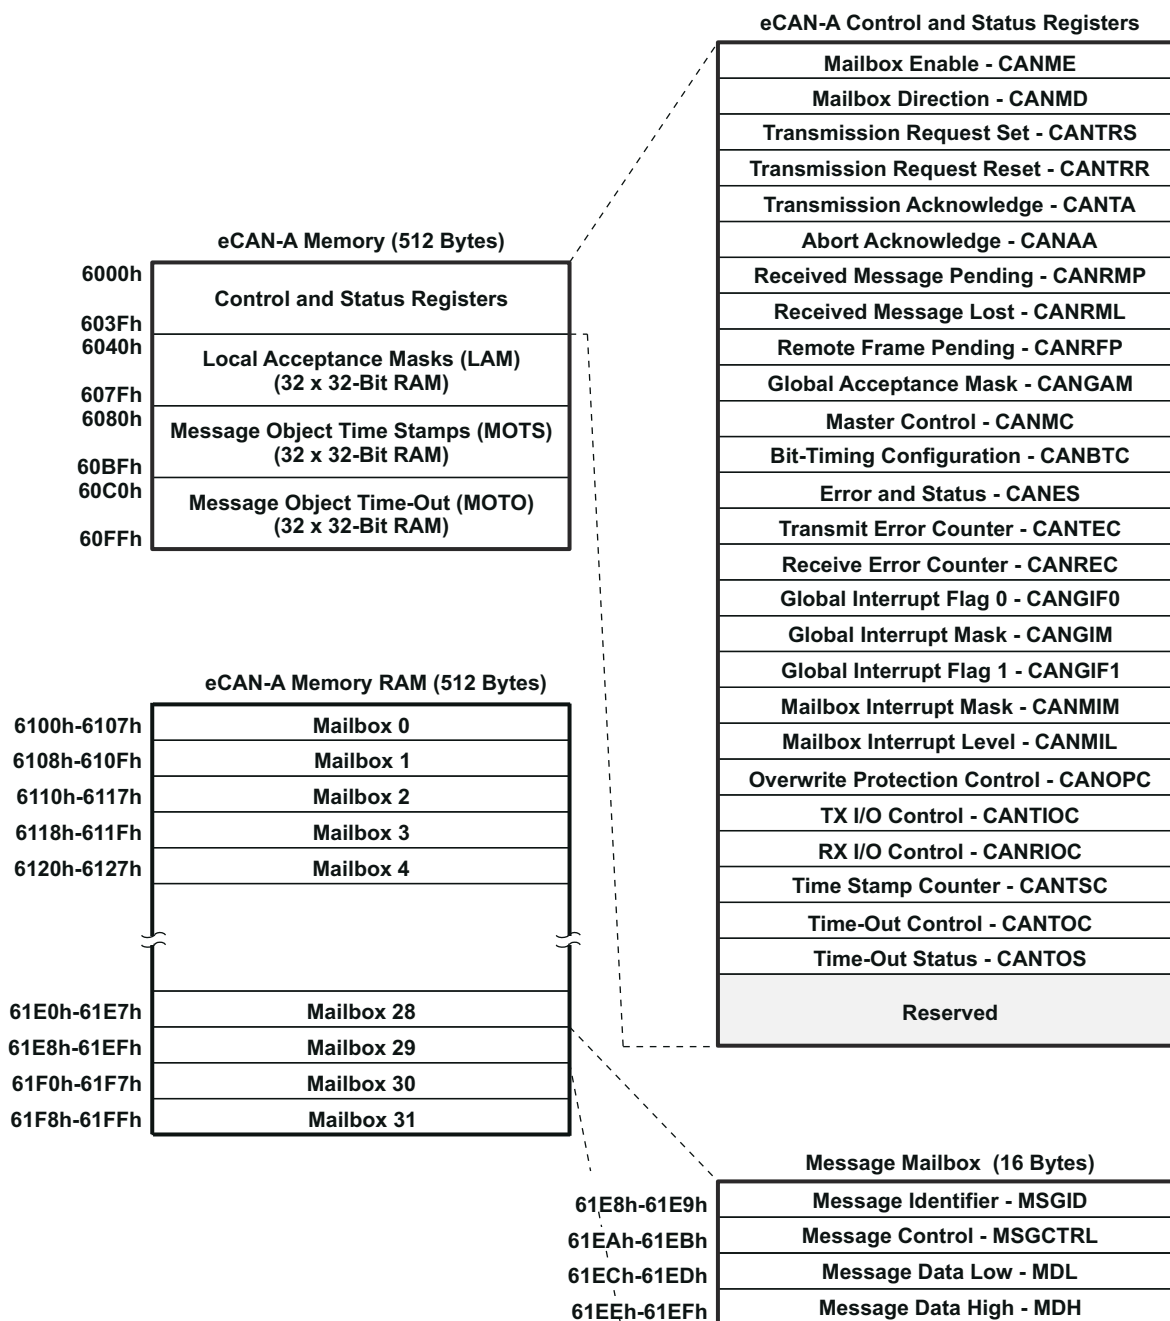 eCAN-A Control and Status Registers
Mailbox Enable - CANME
Mailbox Direction - CANMD
Transmission Request Set - CANTRS
Transmission Request Reset - CANTRR
Transmission Acknowledge - CANTA
Abort Acknowledge - CANAA
Received Message Pending - CANRMP
Received Message Lost - CANRML
Remote Frame Pending - CANRFP
Global Acceptance Mask - CANGAM
Master Control - CANMC
Bit-Timing Configuration - CANBTC
Error and Status - CANES
Transmit Error Counter - CANTEC
Receive Error Counter - CANREC
Global Interrupt Flag 0 - CANGIF0
Global Interrupt Mask - CANGIM
Global Interrupt Flag 1 - CANGIF1
Mailbox Interrupt Mask - CANMIM
Mailbox Interrupt Level - CANMIL
Overwrite Protection Control - CANOPC
TX I/O Control - CANTIOC
RX I/O Control - CANRIOC
Time Stamp Counter - CANTSC
Time-Out Control - CANTOC
Time-Out Status - CANTOS
Reserved
eCAN-A Memory (512 Bytes)
6000h
Control and Status Registers
603Fh
6040h
Local Acceptance Masks (LAM)
(32 x 32-Bit RAM)
607Fh
6080h
Message Object Time Stamps (MOTS)
(32 x 32-Bit RAM)
60BFh
60C0h
Message Object Time-Out (MOTO)
(32 x 32-Bit RAM)
60FFh
eCAN-A Memory RAM (512 Bytes)
6100h-6107h Mailbox 0
6108h-610Fh Mailbox 1
6110h-6117h Mailbox 2
6118h-611Fh Mailbox 3
6120h-6127h Mailbox 4
61E0h-61E7h Mailbox 28
61E8h-61EFh Mailbox 29
61F0h-61F7h Mailbox 30
61F8h-61FFh Mailbox 31
Message Mailbox (16 Bytes)
61E8h-61E9h Message Identifier - MSGID
61EAh-61EBh Message Control - MSGCTRL
61ECh-61EDh Message Data Low - MDL
61EEh-61EFh Message Data High - MDH